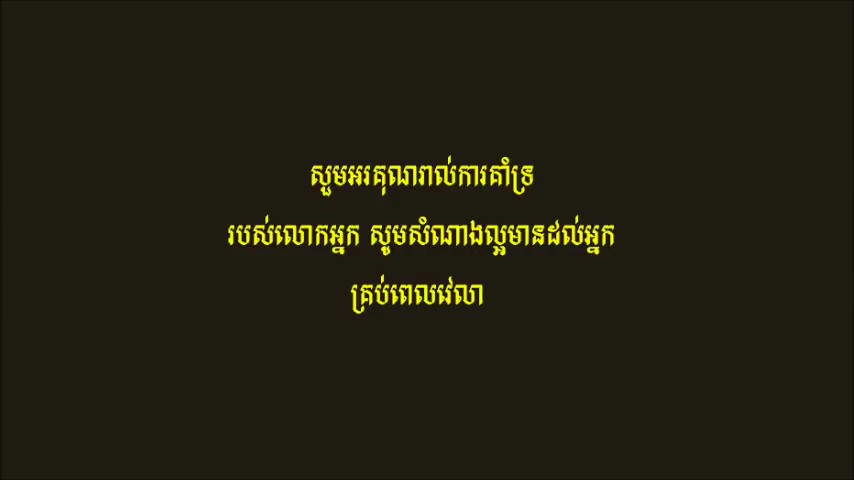 សួមអរគុណរាល់ការគាំទ្រ
របស់លោកអ្នក សូមសំណាងល្អមានដល់អ្នក
គ្រប់ពេលវេលា